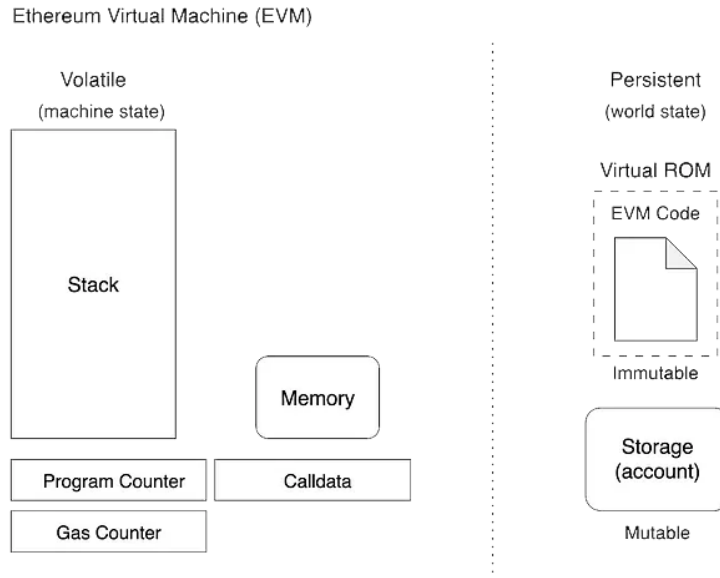 Ethereum Virtual Machine (EVM)
Volatile
(machine state)
Stack
Memory
Program Counter
Calldata
Gas Counter
Persistent
(world state)
Virtual ROM
EVM Code
Immutable
Storage
(account)
Mutable